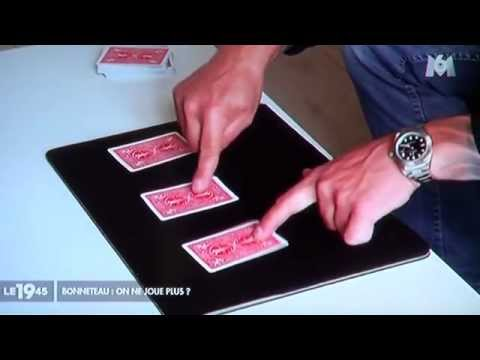 M6
LE 19 45
BONNETEAU : ON NE JOUE PLUS ?